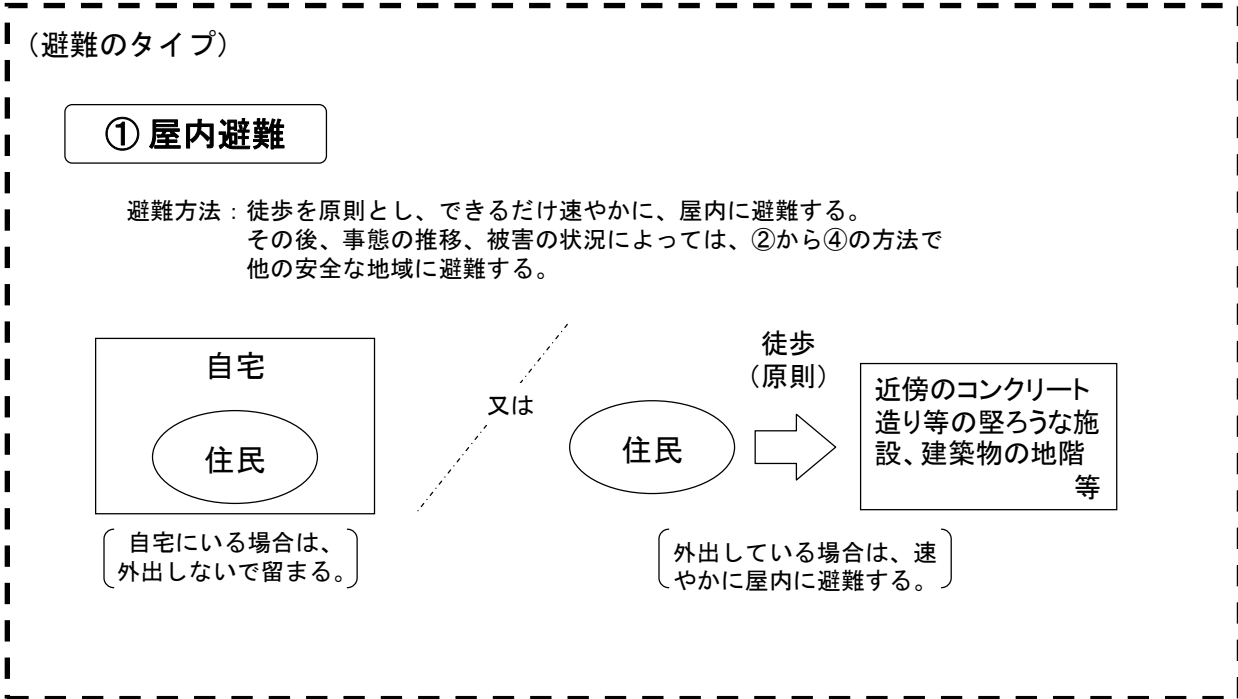 （避難のタイプ）
① 屋内避難
避難方法：徒歩を原則とし、できるだけ速やかに、屋内に避難する。
その後、事態の推移、被害の状況によっては、②から④の方法で
他の安全な地域に避難する。
自宅
住民
自宅にいる場合は、
外出しないで留まる。
又は
住民
徒歩
（原則）
近傍のコンクリート
造り等の堅ろうな施
設、建築物の地階
等
外出している場合は、速
やかに屋内に避難する。